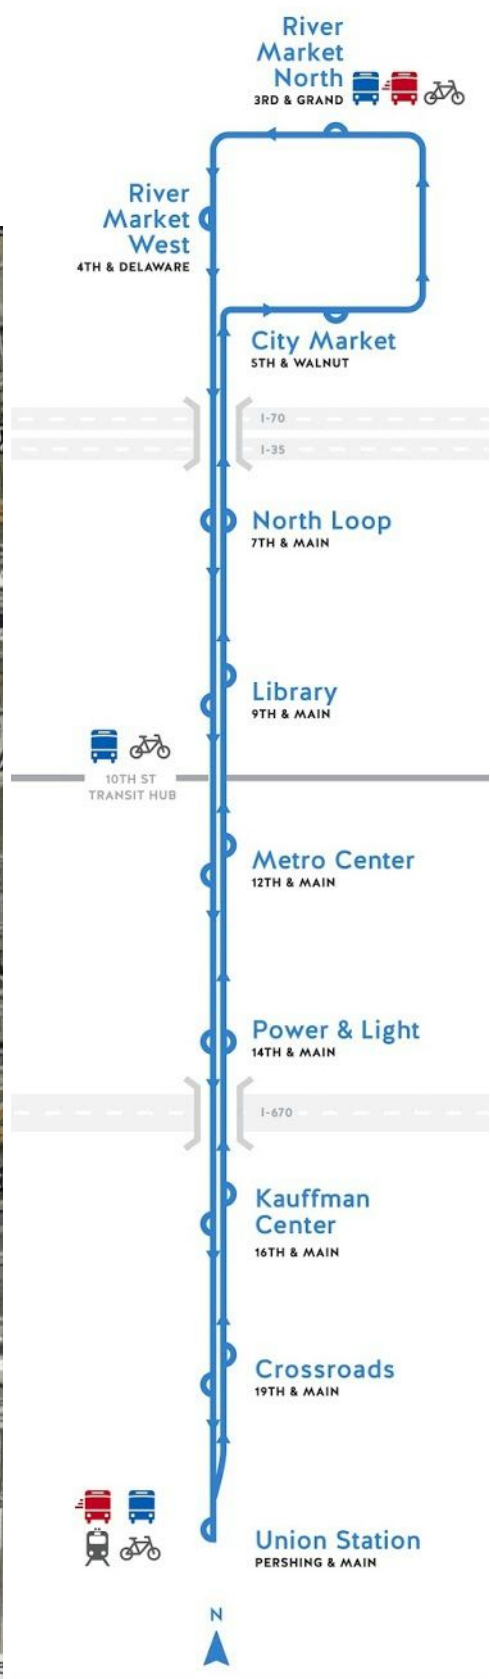 River
Market
North
3RD & GRAND
River
Market
West
4TH & DELAWARE
City Market
5TH & WALNUT
I-70
I-35
North Loop
7TH & MAIN
Library
9TH & MAIN
10TH ST
TRANSIT HUB
Metro Center
12TH & MAIN
Power & Light
14TH & MAIN
I-670
Kauffman
Center
16TH & MAIN
Crossroads
19TH & MAIN
Union Station
PERSHING & MAIN
N